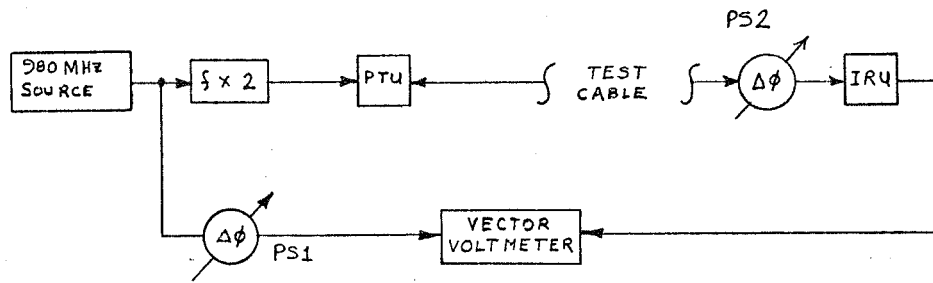 PS2
980 MHz
SOURCE
f x 2
PTU
TEST
CABLE
Δϕ
IRU
Δϕ
PS1
VECTOR
VOLTMETER